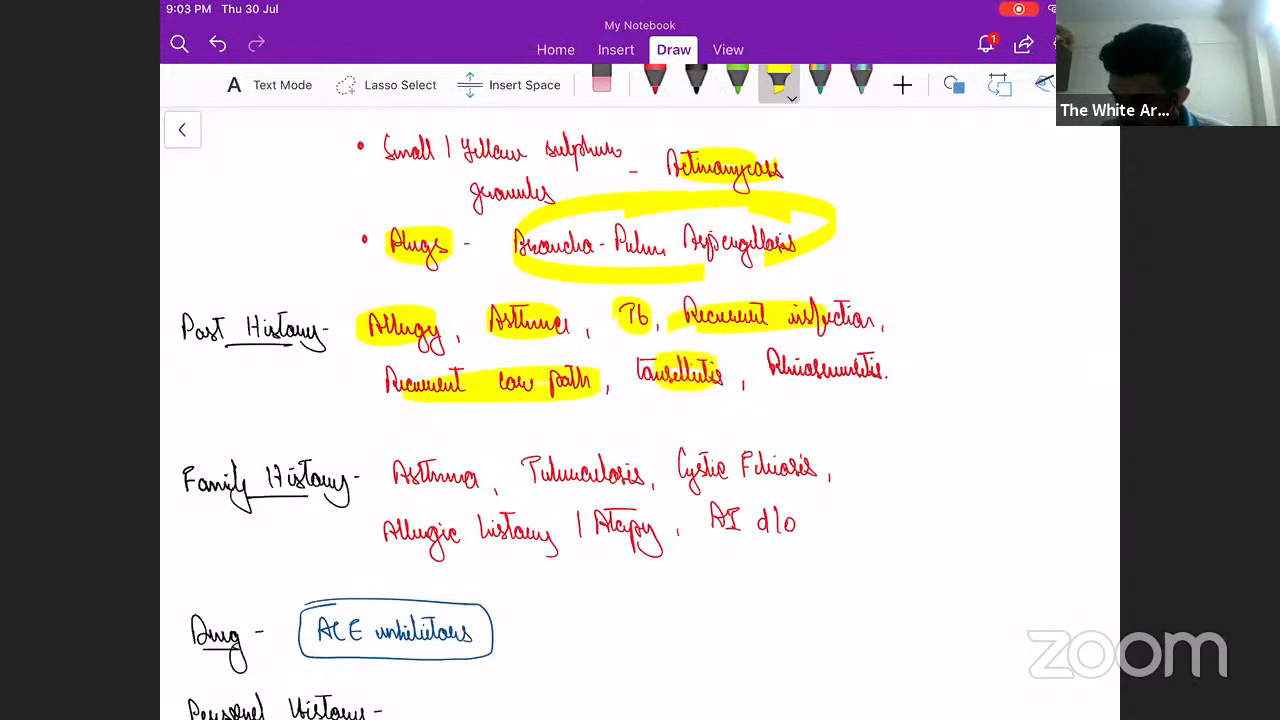 9:03 PM Thu 30 Jul
My Notebook
Home Insert Draw View
1
Text Mode Lasso Select Insert Space
The White Ar...
• Small / Yellow sulphur granules - Actinomycosis
• Plugs - Broncho-Pulm Aspergillosis
Past History- Allergy, Asthma, Tb, Recurrent infection,
Recurrent low path, tonsillitis, Rhinosinusitis.
Family History- Asthma, Tuberculosis, Cystic Fibrosis,
Allergic history / Atopy, AI d/o
Drug - ACE inhibitors
Personal History-
zoom